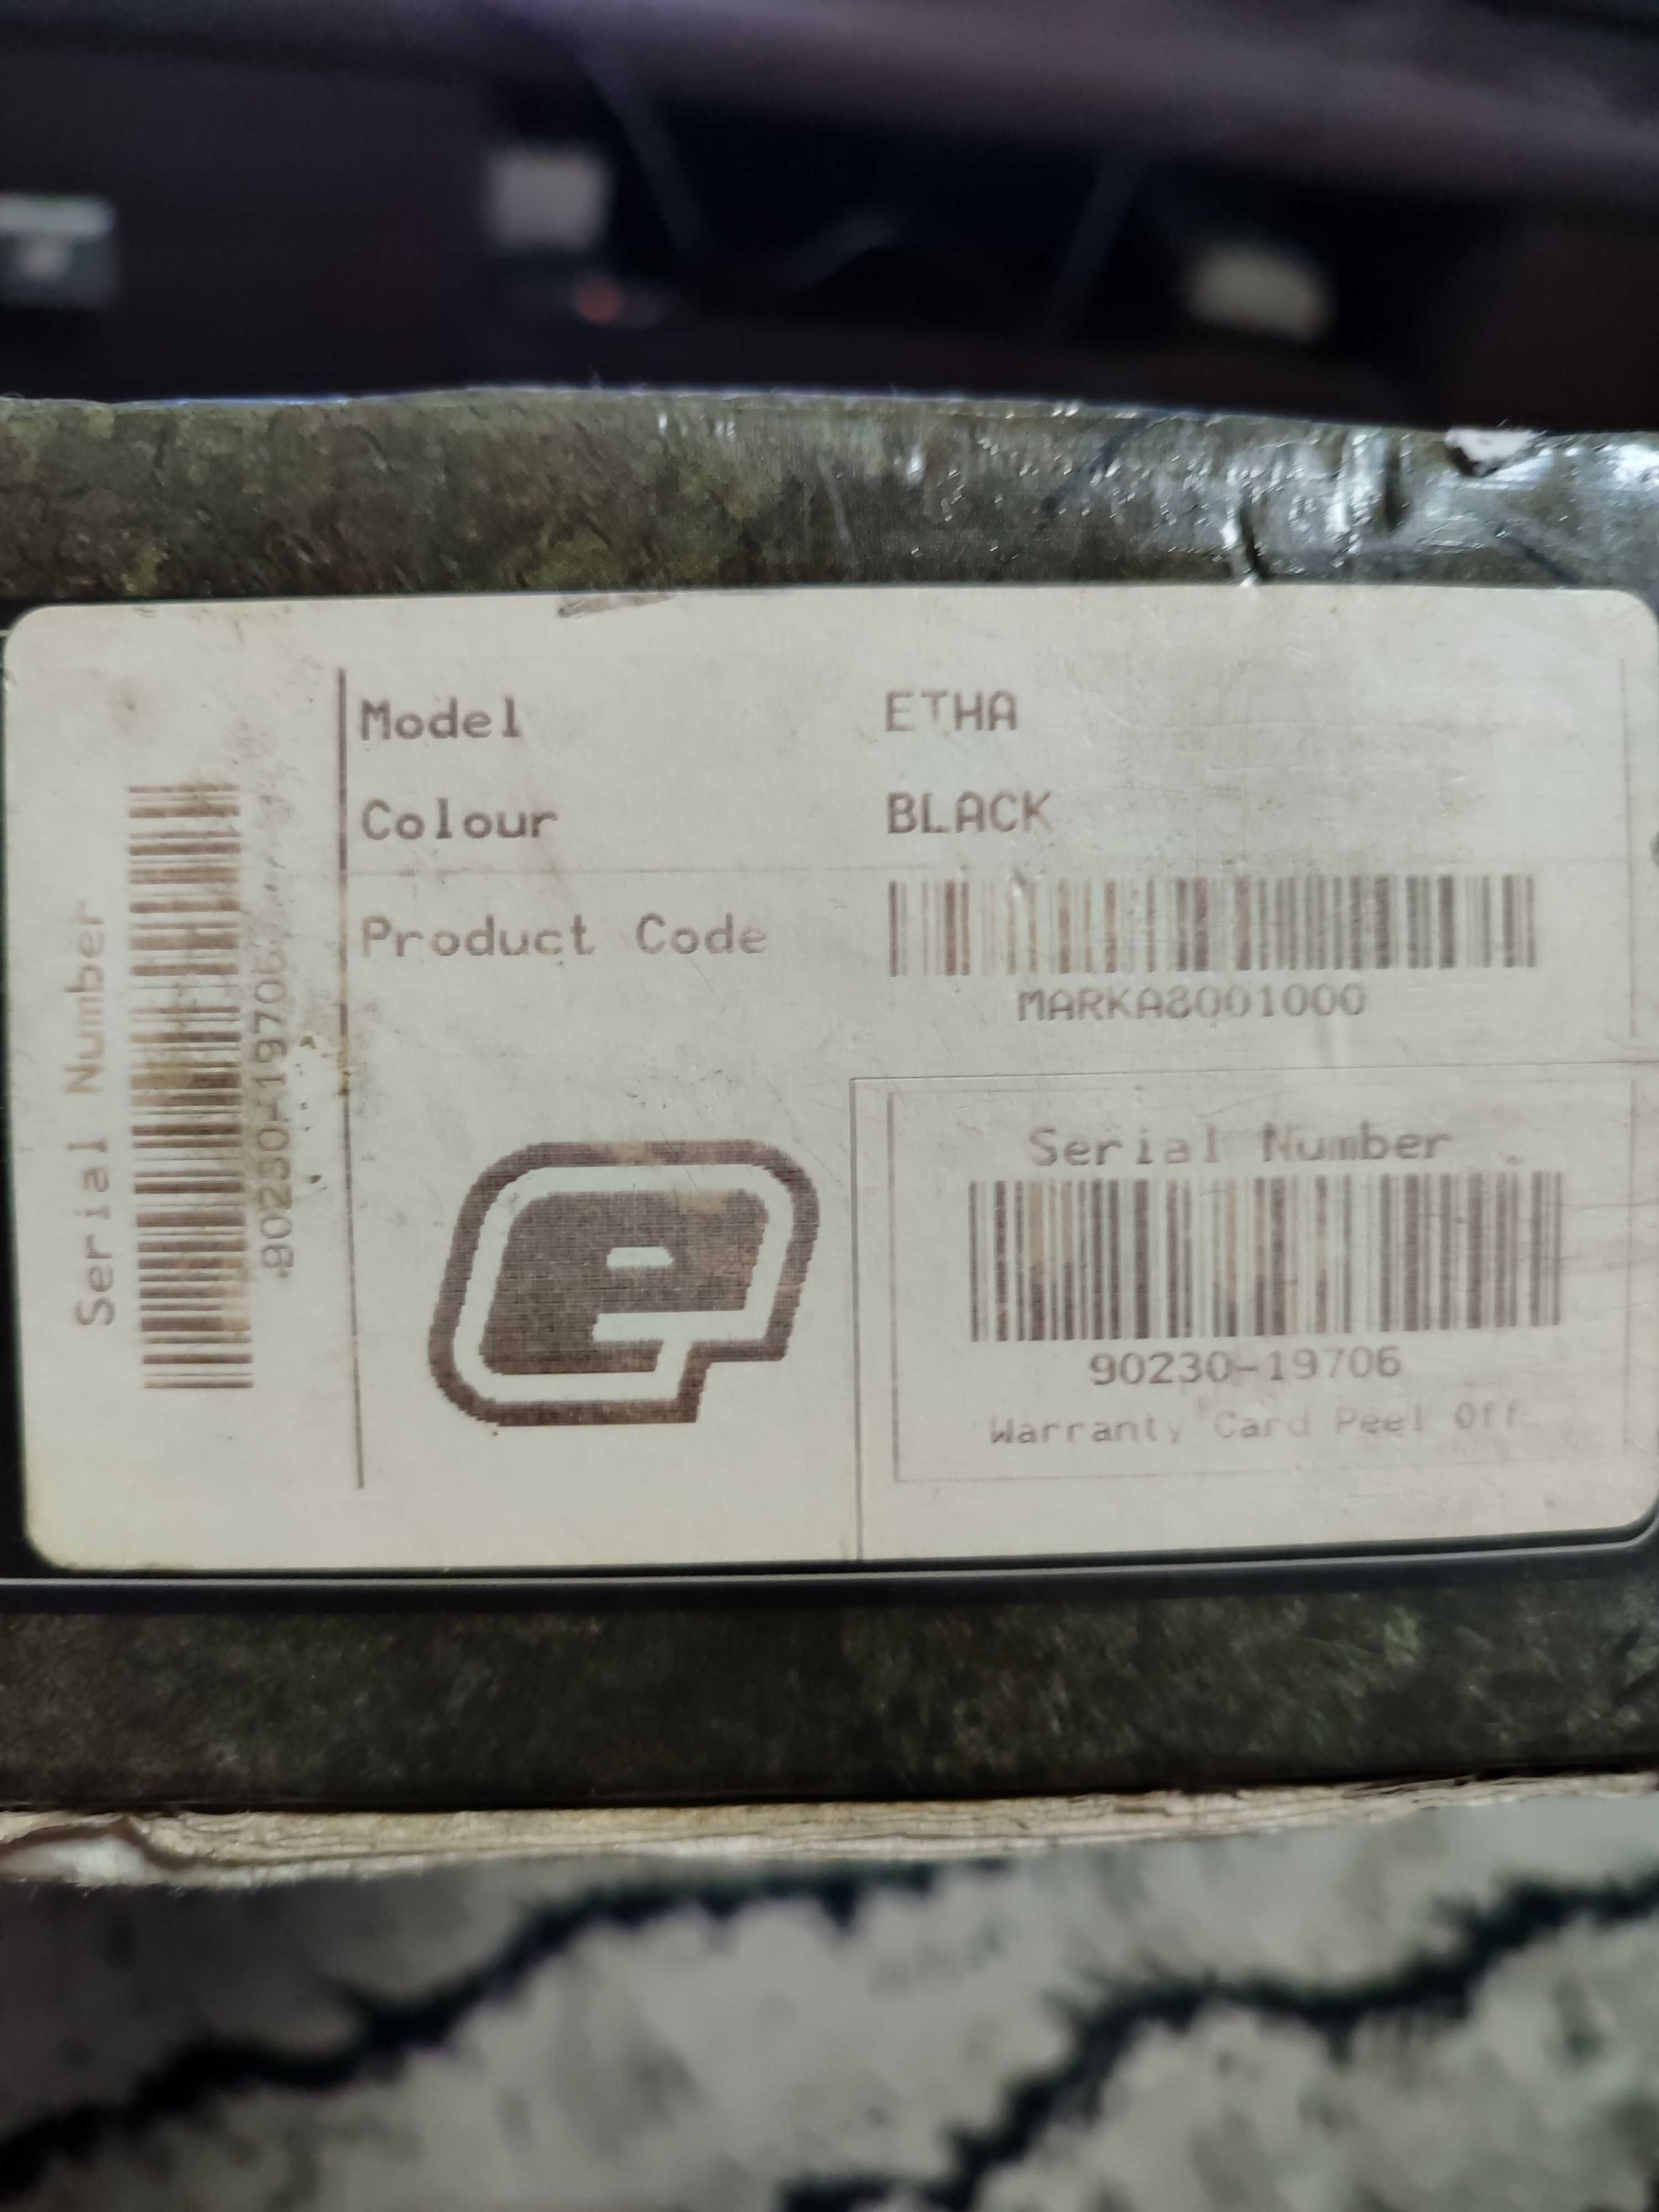 Serial Number
90230-19706
Model ETHA
Colour BLACK
Product Code
MARKA8001000
e
Serial Number
90230-19706
Warranty Card Peel Off